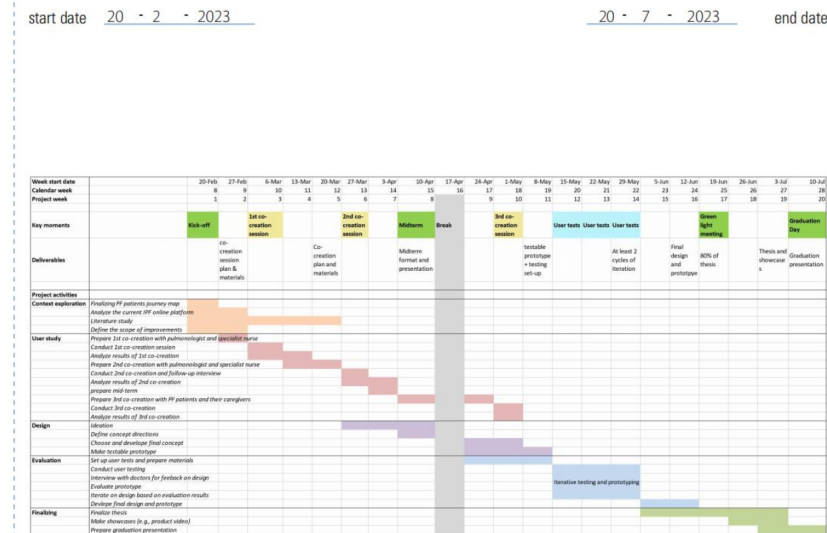 start date 20 - 2 - 2023 20 - 7 - 2023 end date
Week start date 20-Feb 27-Feb 6-Mar 13-Mar 20-Mar 27-Mar 3-Apr 10-Apr 17-Apr 24-Apr 1-May 8-May 15-May 22-May 29-May 5-Jun 12-Jun 19-Jun 26-Jun 3-Jul 10-Jul
Calendar week 8 9 10 11 12 13 14 15 16 17 18 19 20 21 22 23 24 25 26 27 28
Project week 1 2 3 4 5 6 7 8 9 10 11 12 13 14 15 16 17 18 19 20
Key moments Kick-off 1st co-creation session 2nd co-creation session Midterm Break 3rd co-creation session User tests User tests User tests Green light meeting Graduation Day
Deliverables co-creation session plan & materials Co-creation plan and materials Midterm format and presentation testable prototype + testing set-up At least 2 cycles of iteration Final design and prototpye 80% of thesis Thesis and showcases Graduation presentation
Project activities
Context exploration Finalizing PF patients journey map
Analyze the current IPF online platform
Literature study
Define the scope of improvements
User study Prepare 1st co-creation with pulmonologist and specialist nurse
Conduct 1st co-creation session
Analyze results of 1st co-creation
Prepare 2nd co-creation with pulmonologist and specialist nurse
Conduct 2nd co-creation and follow-up interview
Analyze results of 2nd co-creation
prepare mid-term
Prepare 3rd co-creation with PF patients and their caregivers
Conduct 3rd co-creation
Analyze results of 3rd co-creation
Design Ideation
Define concept directions
Choose and develope final concept
Make testable prototype
Evaluation Set up user tests and prepare materials
Conduct user testing
Interview with doctors for feeback on design
Evaluate prototype Iterative testing and prototyping
Iterate on design based on evaluation results
Devlepe final design and prototype
Finalizing Finalize thesis
Make showcases (e.g., product video)
Prepare graduation presentation